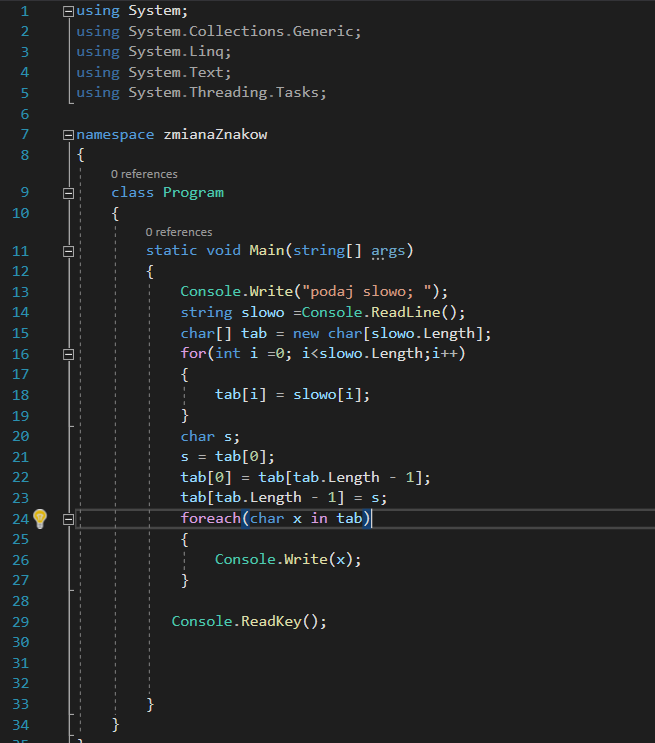 1 using System;
2 using System.Collections.Generic;
3 using System.Linq;
4 using System.Text;
5 using System.Threading.Tasks;
6
7 namespace zmianaZnakow
8 {
0 references
9 class Program
10 {
0 references
11 static void Main(string[] args)
12 {
13 Console.Write("podaj slowo; ");
14 string slowo =Console.ReadLine();
15 char[] tab = new char[slowo.Length];
16 for(int i =0; i<slowo.Length;i++)
17 {
18 tab[i] = slowo[i];
19 }
20 char s;
21 s = tab[0];
22 tab[0] = tab[tab.Length - 1];
23 tab[tab.Length - 1] = s;
24 foreach(char x in tab)
25 {
26 Console.Write(x);
27 }
28
29 Console.ReadKey();
30
31
32
33 }
34 }
35 }